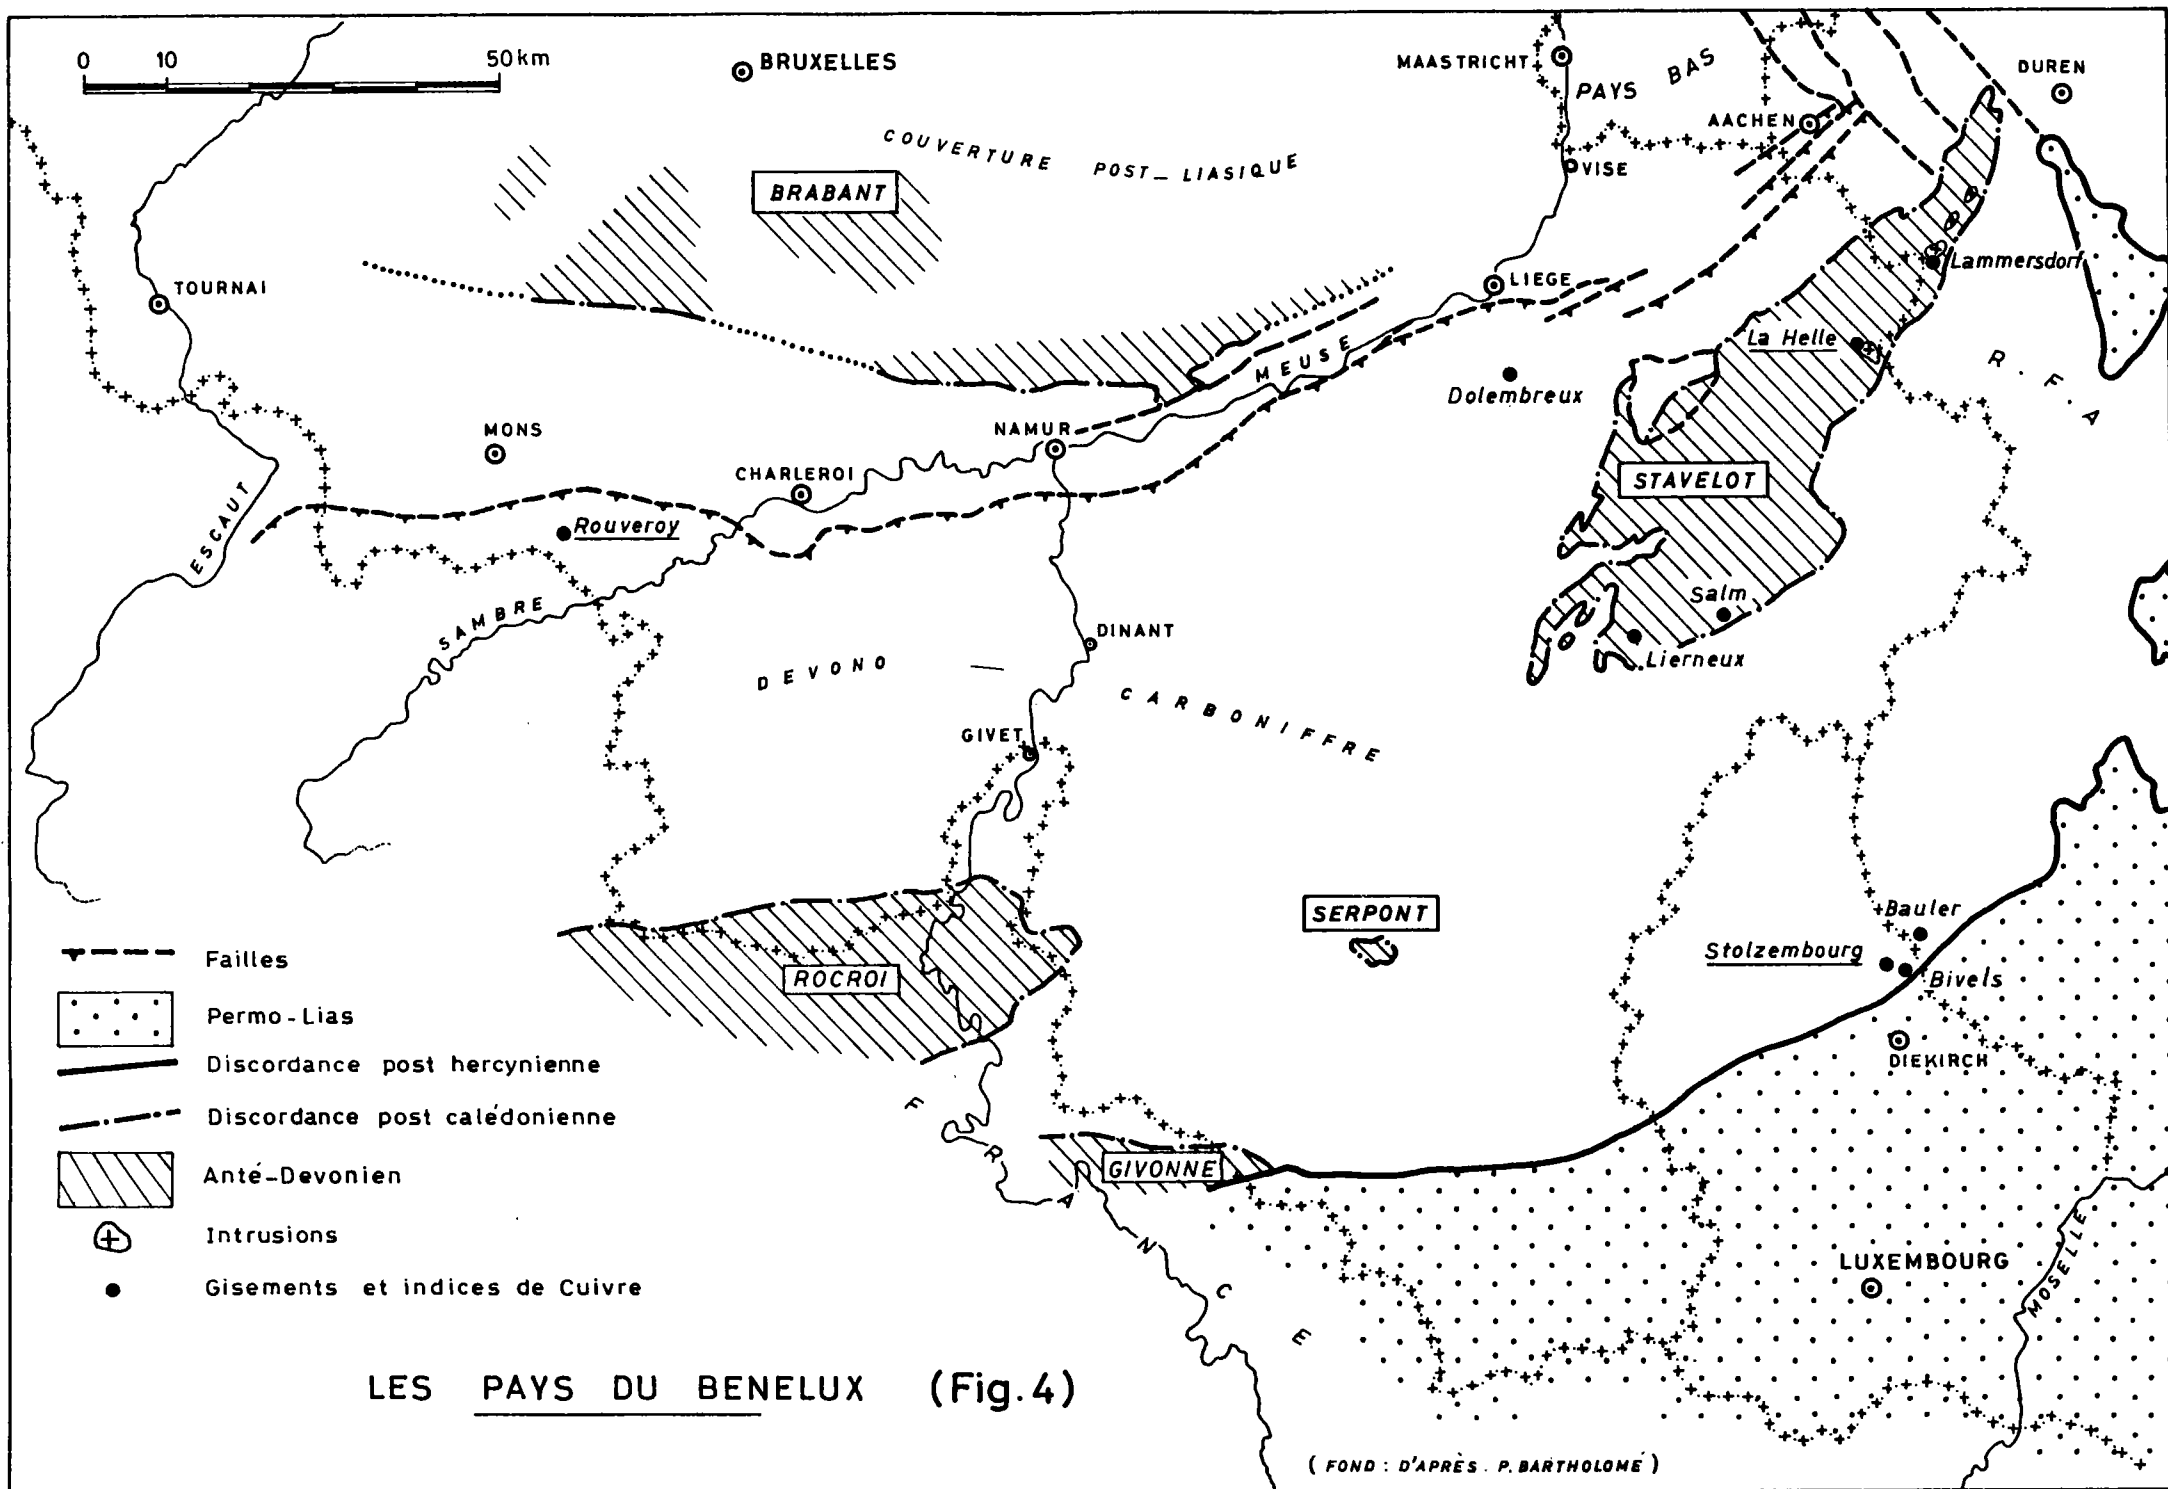 0 10 50 km
BRUXELLES
MAASTRICHT
PAYS BAS
DUREN
AACHEN
VISE
COUVERTURE POST_LIASIQUE
BRABANT
Lammersdorf
TOURNAI
LIEGE
La Helle
R.F.A
MEUSE
Dolembreux
MONS
NAMUR
CHARLEROI
STAVELOT
ESCAUT
Rouveroy
Salm
SAMBRE
DINANT
Lierneux
DEVONO — CARBONIFFRE
GIVET
SERPONT
Bauler
Stolzembourg
Bivels
ROCROI
DIEKIRCH
GIVONNE
FRANCE
LUXEMBOURG
MOSELLE
Failles
Permo-Lias
Discordance post hercynienne
Discordance post calédonienne
Anté-Devonien
Intrusions
Gisements et indices de Cuivre
LES PAYS DU BENELUX (Fig.4)
(FOND : D'APRÈS. P. BARTHOLOMÉ)